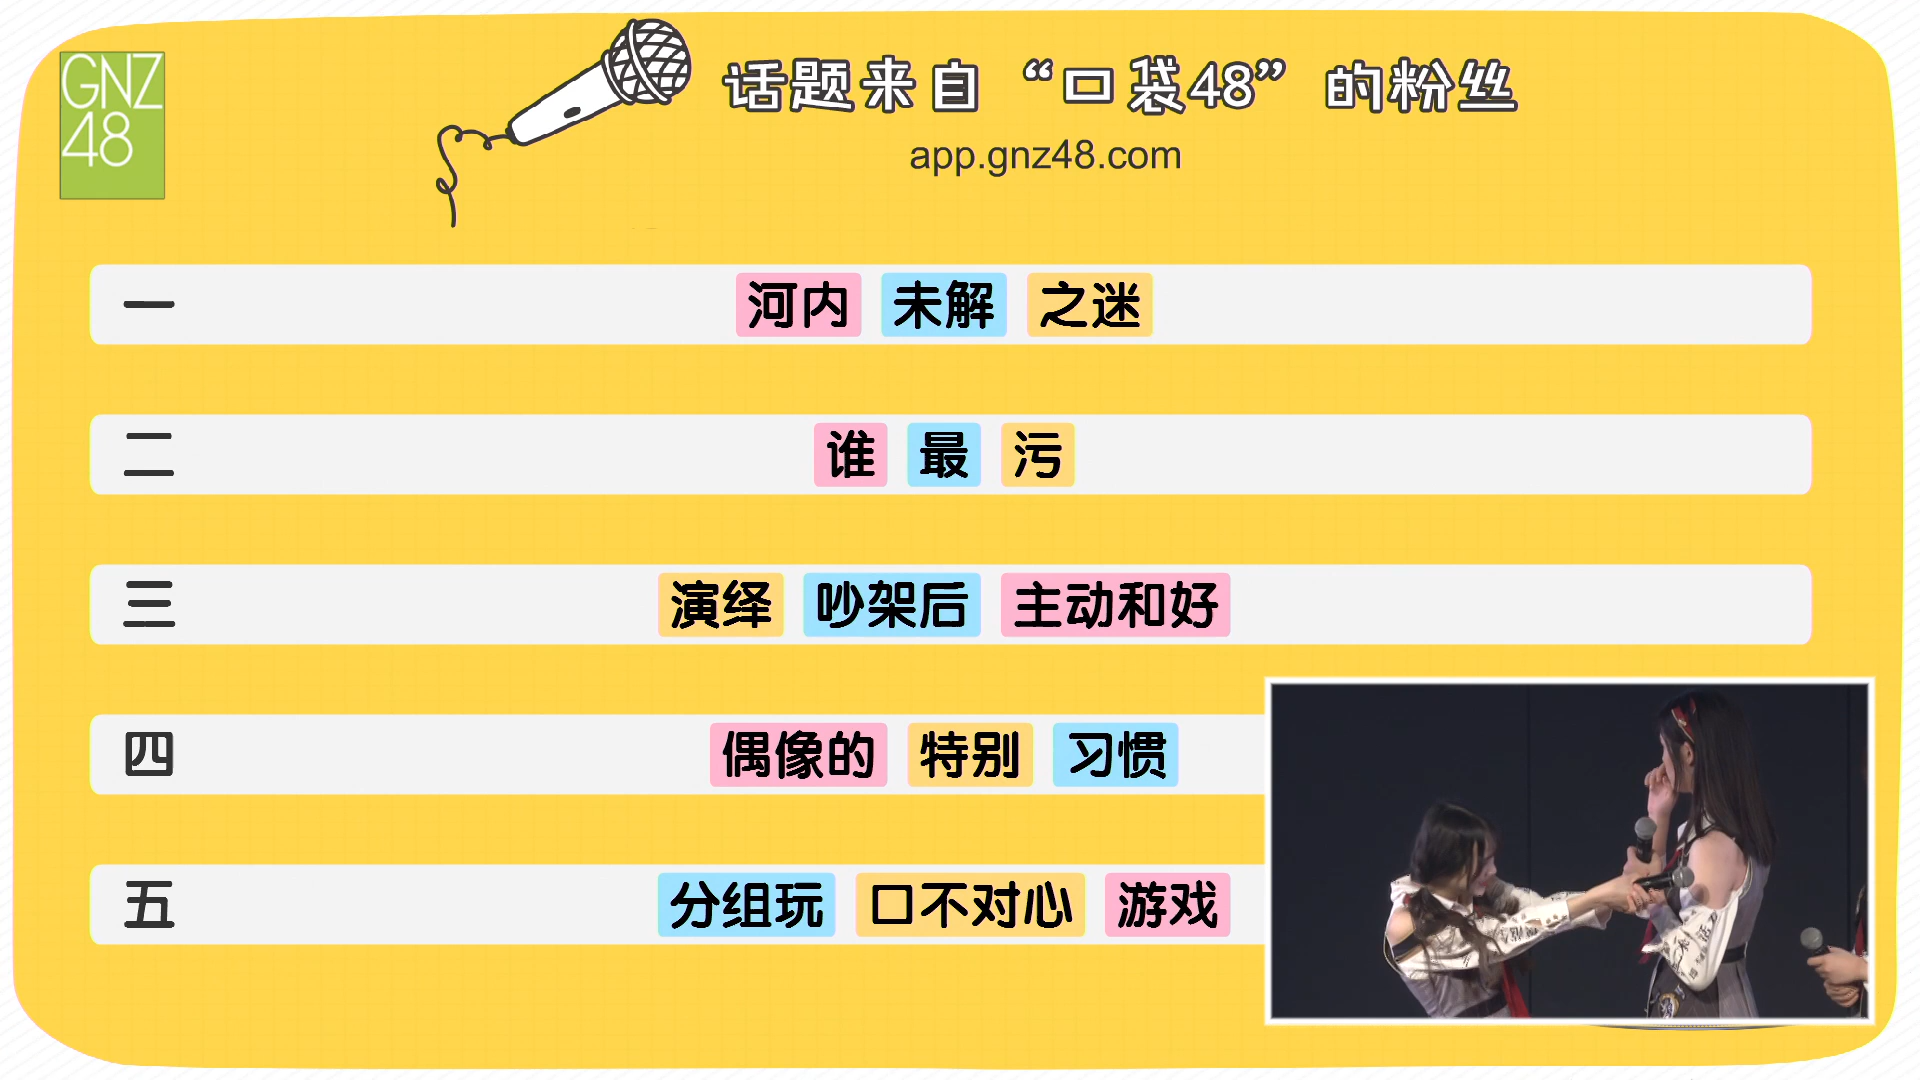 GNZ
48
话题来自“口袋48”的粉丝
app.gnz48.com
一 河内 未解 之迷
二 谁 最 污
三 演绎 吵架后 主动和好
四 偶像的 特别 习惯
五 分组玩 口不对心 游戏